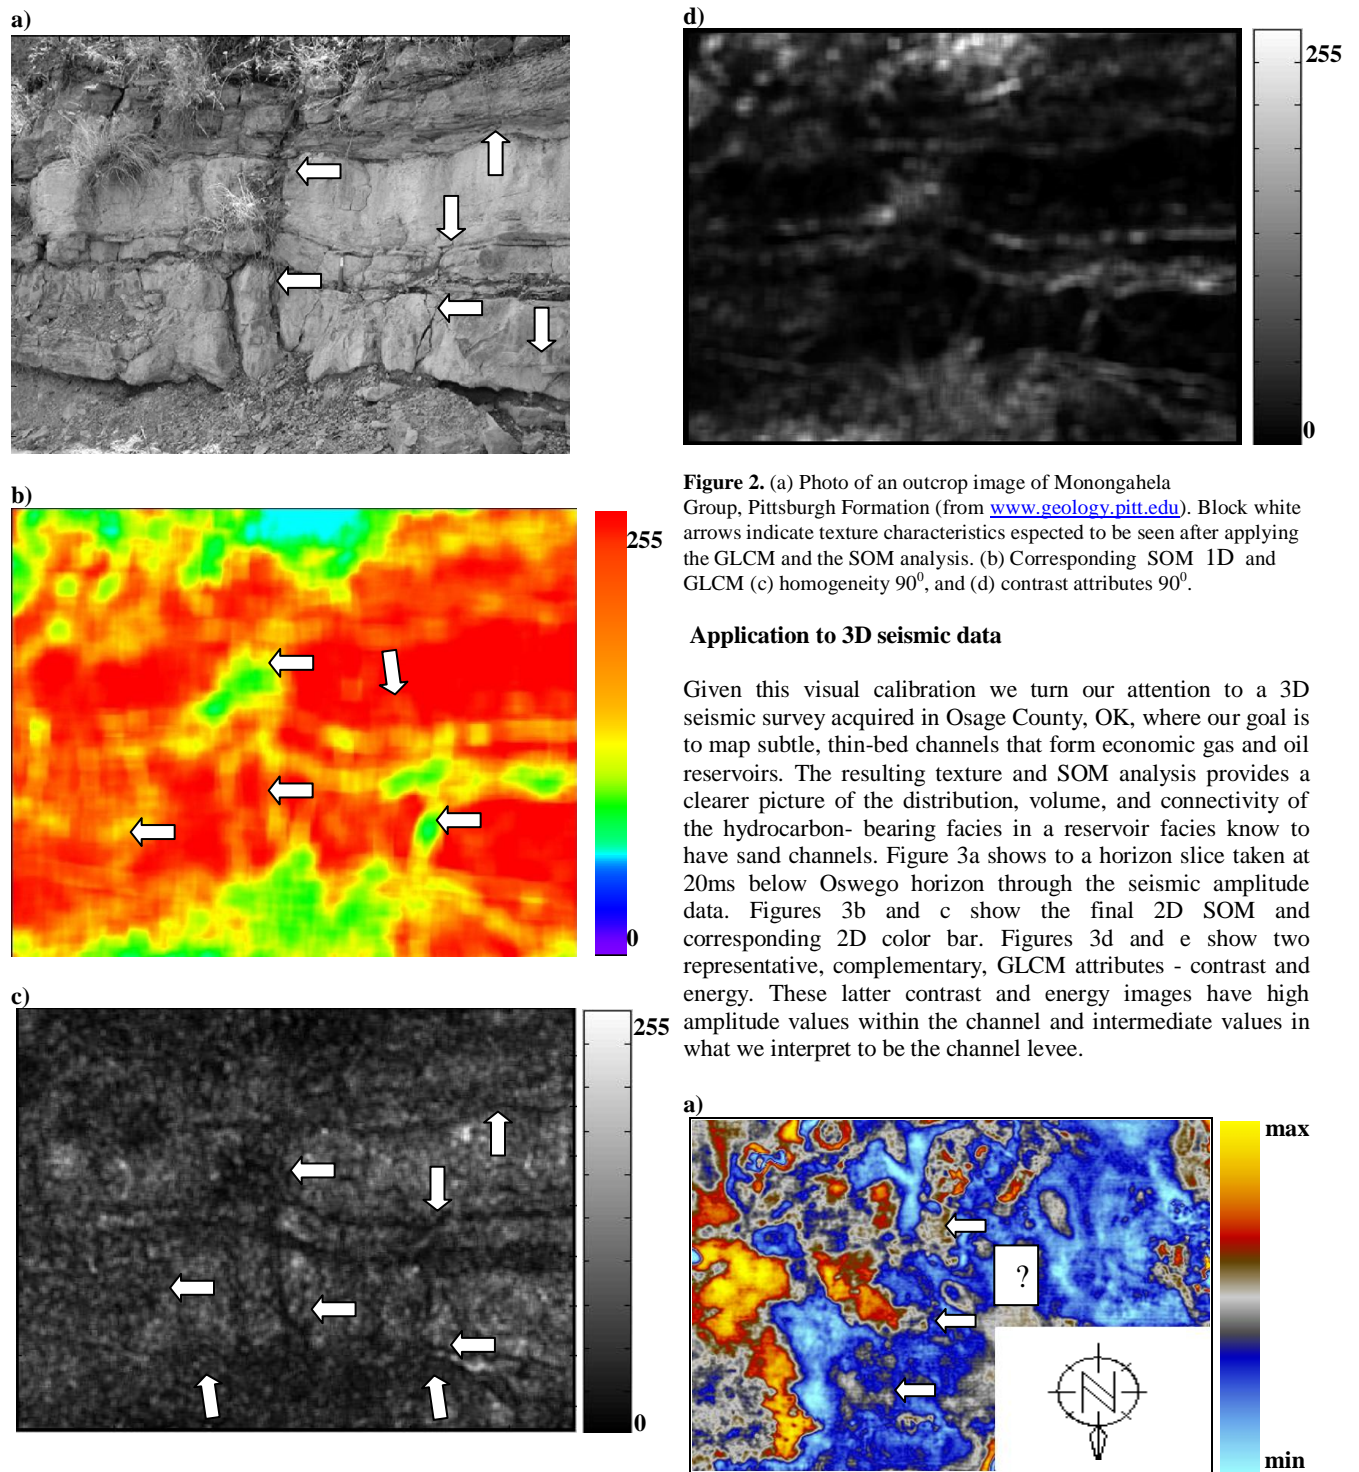 a)
b)
255
0
c)
255
0
d)
255
0
Figure 2. (a) Photo of an outcrop image of Monongahela
Group, Pittsburgh Formation (from www.geology.pitt.edu). Block white
arrows indicate texture characteristics espected to be seen after applying
the GLCM and the SOM analysis. (b) Corresponding SOM 1D and
GLCM (c) homogeneity 90⁰, and (d) contrast attributes 90⁰.
Application to 3D seismic data
Given this visual calibration we turn our attention to a 3D
seismic survey acquired in Osage County, OK, where our goal is
to map subtle, thin-bed channels that form economic gas and oil
reservoirs. The resulting texture and SOM analysis provides a
clearer picture of the distribution, volume, and connectivity of
the hydrocarbon- bearing facies in a reservoir facies know to
have sand channels. Figure 3a shows to a horizon slice taken at
20ms below Oswego horizon through the seismic amplitude
data. Figures 3b and c show the final 2D SOM and
corresponding 2D color bar. Figures 3d and e show two
representative, complementary, GLCM attributes - contrast and
energy. These latter contrast and energy images have high
amplitude values within the channel and intermediate values in
what we interpret to be the channel levee.
a)
max
?
N
min